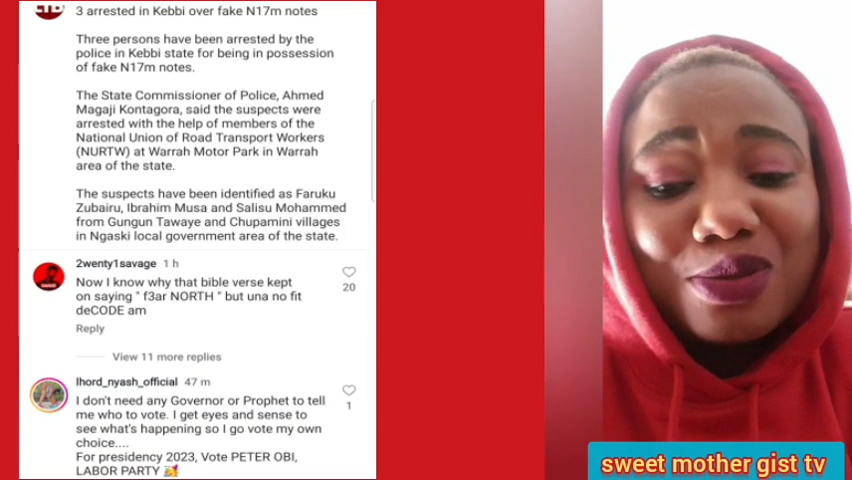 3 arrested in Kebbi over fake N17m notes
Three persons have been arrested by the
police in Kebbi state for being in possession
of fake N17m notes.
The State Commissioner of Police, Ahmed
Magaji Kontagora, said the suspects were
arrested with the help of members of the
National Union of Road Transport Workers
(NURTW) at Warrah Motor Park in Warrah
area of the state.
The suspects have been identified as Faruku
Zubairu, Ibrahim Musa and Salisu Mohammed
from Gungun Tawaye and Chupamini villages
in Ngaski local government area of the state.
2wenty1savage 1 h
Now I know why that bible verse kept
on saying " f3ar NORTH " but una no fit
deCODE am
20
Reply
View 11 more replies
lhord_nyash_official 47 m
I don't need any Governor or Prophet to tell
me who to vote. I get eyes and sense to
see what's happening so I go vote my own
choice....
1
For presidency 2023, Vote PETER OBI,
LABOR PARTY 🥳
sweet mother gist tv